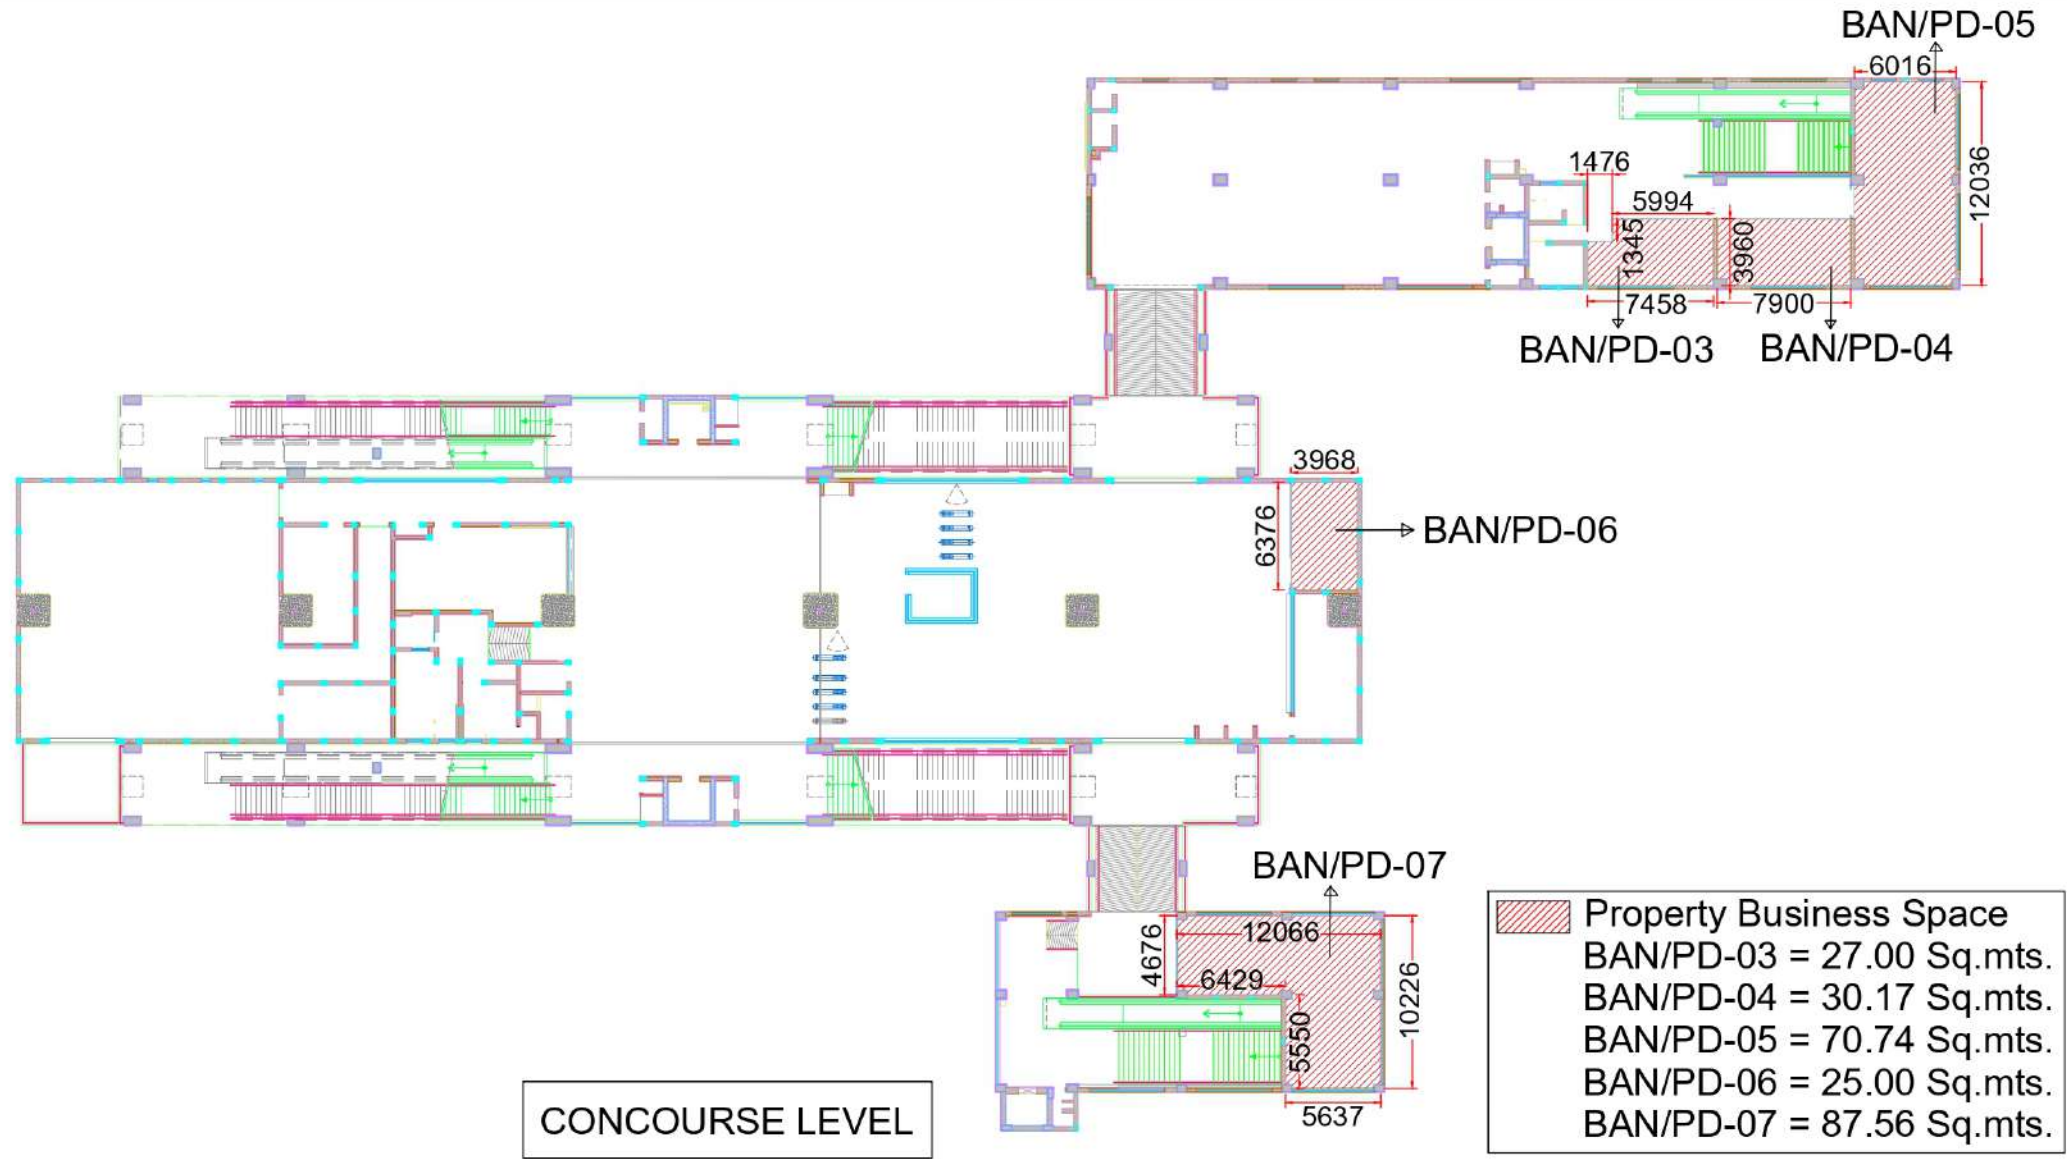 BAN/PD-05
6016
12036
1476
5994
1345
3960
7458
7900
BAN/PD-03
BAN/PD-04
3968
6376
BAN/PD-06
BAN/PD-07
12066
4676
6429
10226
5550
5637
CONCOURSE LEVEL
Property Business Space
BAN/PD-03 = 27.00 Sq.mts.
BAN/PD-04 = 30.17 Sq.mts.
BAN/PD-05 = 70.74 Sq.mts.
BAN/PD-06 = 25.00 Sq.mts.
BAN/PD-07 = 87.56 Sq.mts.